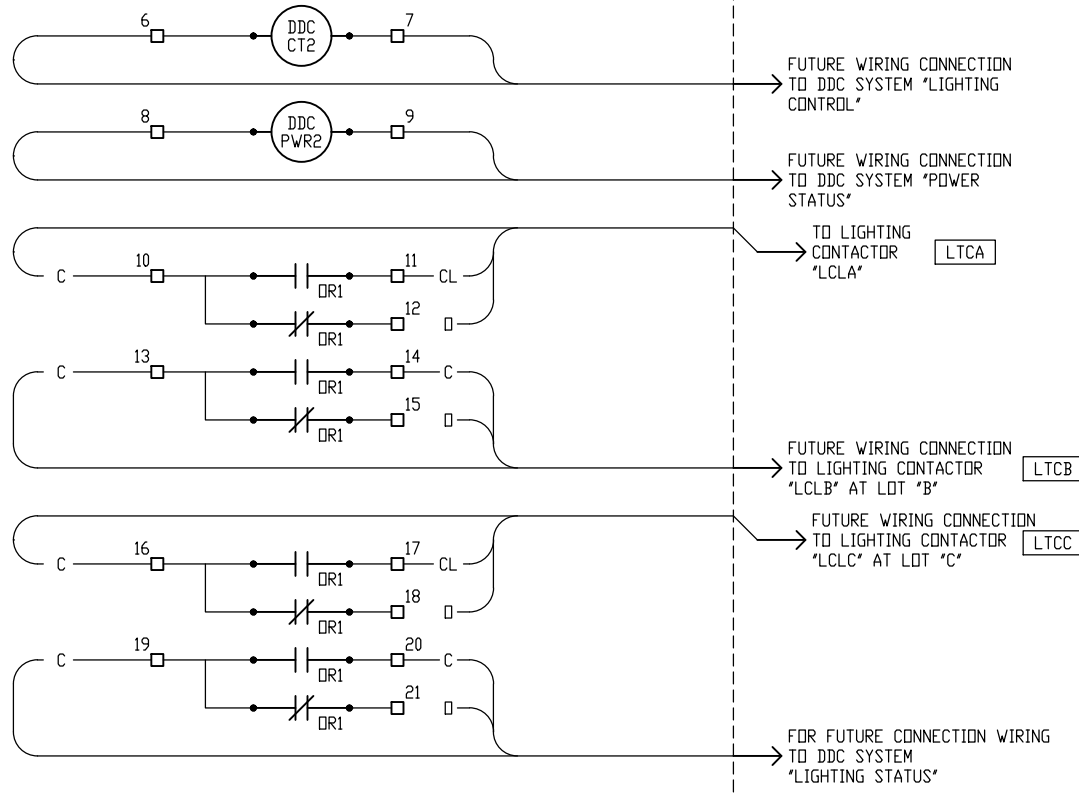 6
7
DDC
CT2
FUTURE WIRING CONNECTION
TO DDC SYSTEM "LIGHTING
CONTROL"
8
9
DDC
PWR2
FUTURE WIRING CONNECTION
TO DDC SYSTEM "POWER
STATUS"
TO LIGHTING
CONTACTOR
"LCLA"
LTCA
C
10
11
CL
OR1
12
O
OR1
C
13
14
C
OR1
15
O
OR1
FUTURE WIRING CONNECTION
TO LIGHTING CONTACTOR
"LCLB" AT LOT "B"
LTCB
FUTURE WIRING CONNECTION
TO LIGHTING CONTACTOR
"LCLC" AT LOT "C"
LTCC
C
16
17
CL
OR1
18
O
OR1
C
19
20
C
OR1
21
O
OR1
FOR FUTURE CONNECTION WIRING
TO DDC SYSTEM
"LIGHTING STATUS"